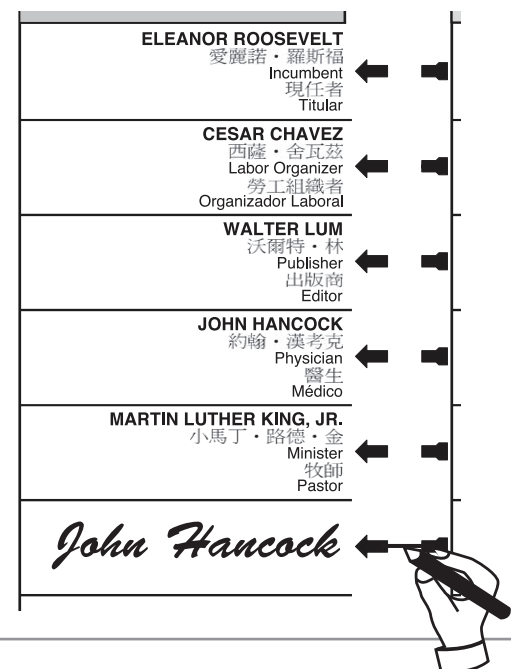 ELEANOR ROOSEVELT
愛麗諾・羅斯福
Incumbent
現任者
Titular
CESAR CHAVEZ
西薩・舍瓦茲
Labor Organizer
勞工組織者
Organizador Laboral
WALTER LUM
沃爾特・林
Publisher
出版商
Editor
JOHN HANCOCK
約翰・漢考克
Physician
醫生
Médico
MARTIN LUTHER KING, JR.
小馬丁・路德・金
Minister
牧師
Pastor
John Hancock